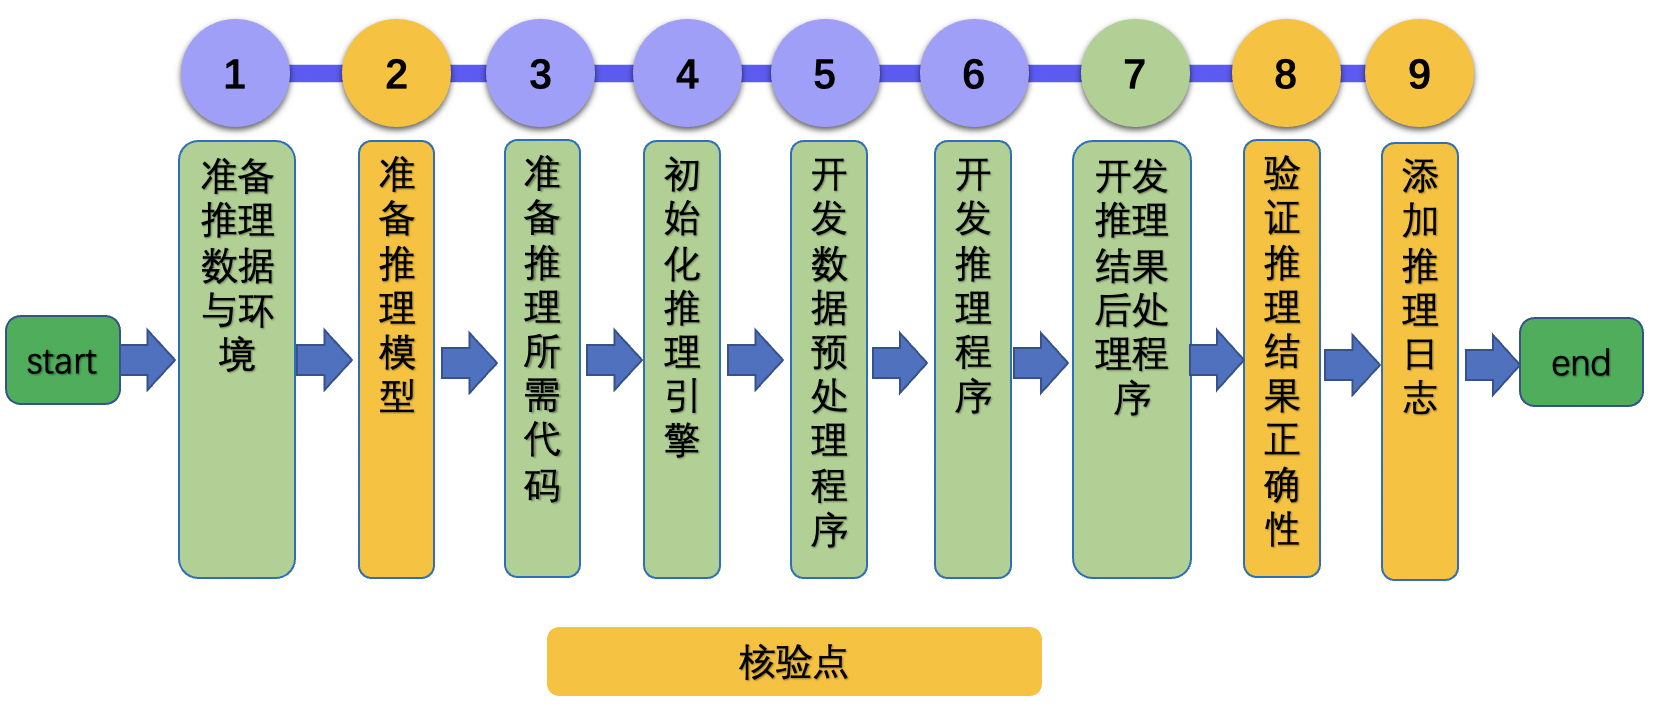 1
2
3
4
5
6
7
8
9
start
准备
推理
数据
与环
境
准
备
推
理
模
型
准
备
推
理
所
需
代
码
初
始
化
推
理
引
擎
开
发
数
据
预
处
理
程
序
开
发
推
理
程
序
开发
推理
结果
后处
理程
序
验
证
推
理
结
果
正
确
性
添
加
推
理
日
志
end
核验点